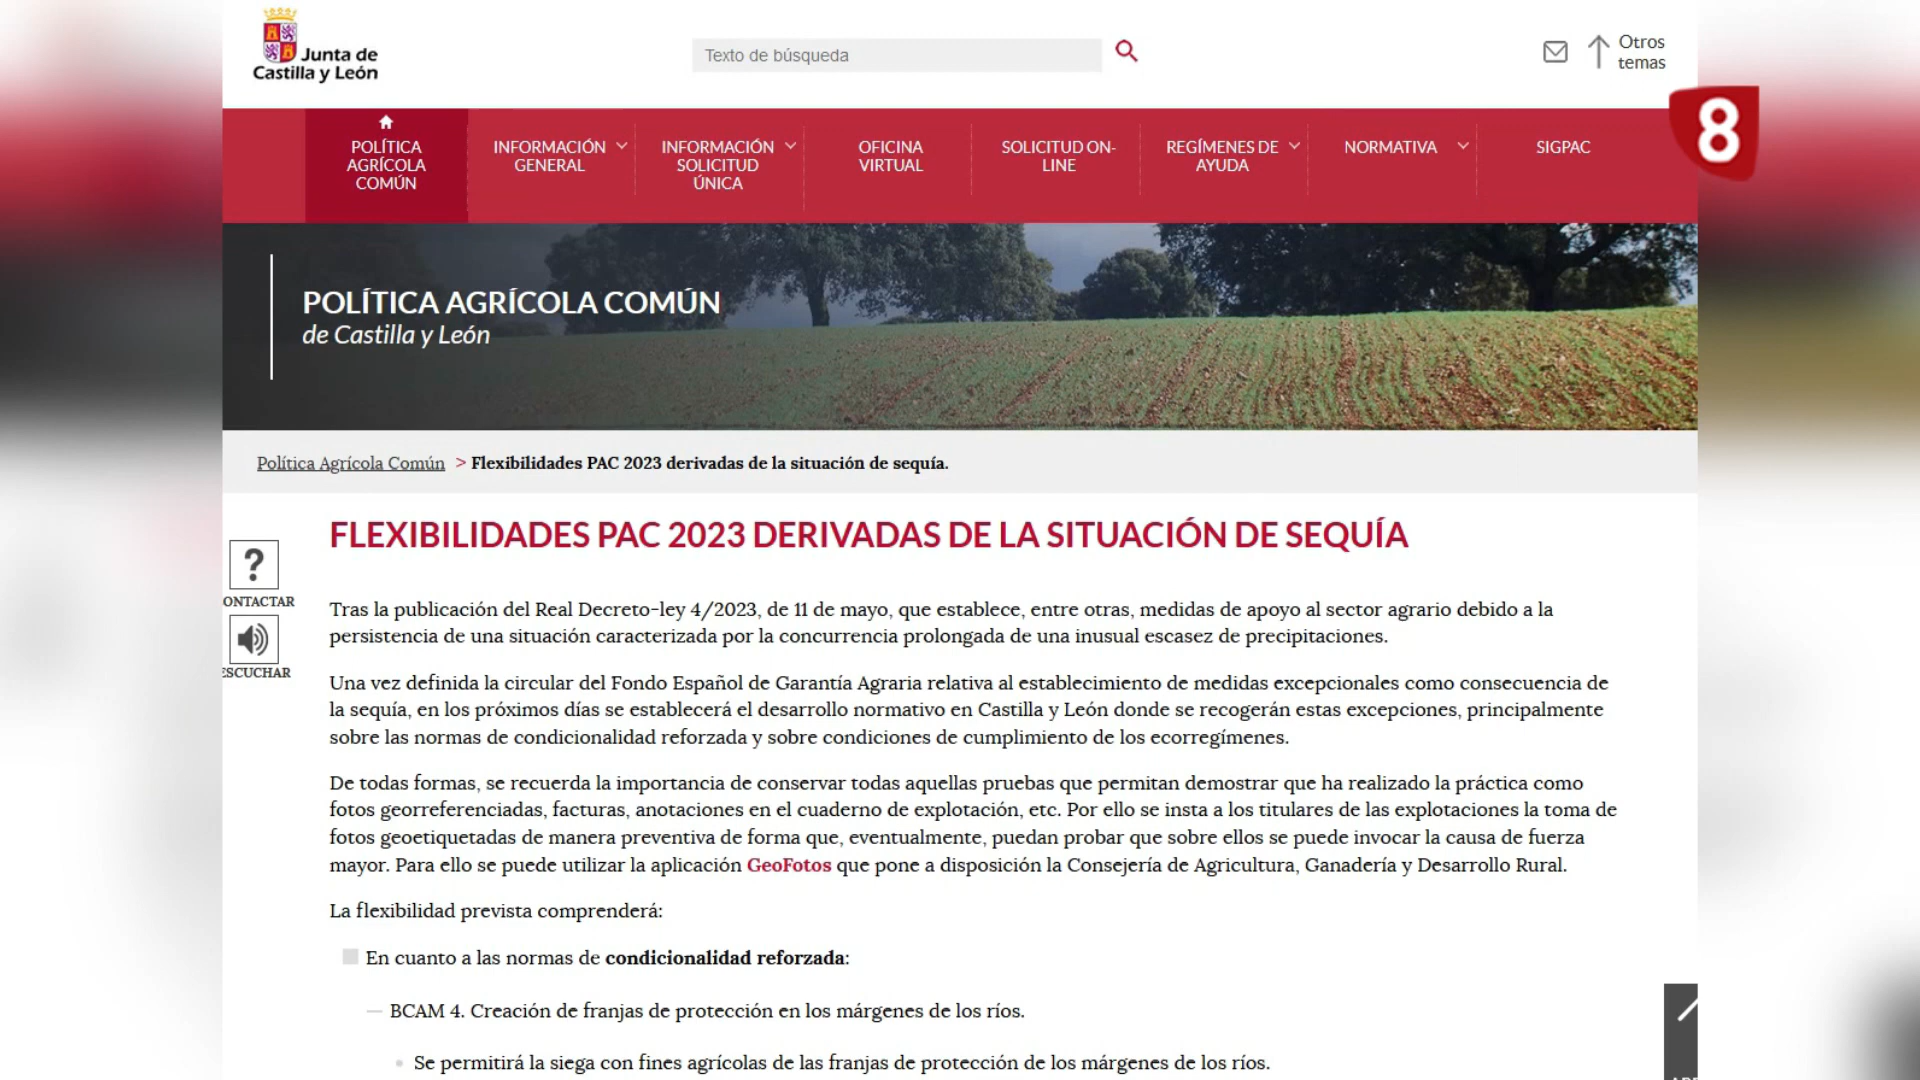 Junta de
Castilla y León
Texto de búsqueda
Otros
temas
8
POLÍTICA
AGRÍCOLA
COMÚN
INFORMACIÓN
GENERAL
INFORMACIÓN
SOLICITUD
ÚNICA
OFICINA
VIRTUAL
SOLICITUD ON-
LINE
REGÍMENES DE
AYUDA
NORMATIVA
SIGPAC
POLÍTICA AGRÍCOLA COMÚN
de Castilla y León
Política Agrícola Común > Flexibilidades PAC 2023 derivadas de la situación de sequía.
FLEXIBILIDADES PAC 2023 DERIVADAS DE LA SITUACIÓN DE SEQUÍA
?
ONTACTAR
ESCUCHAR
Tras la publicación del Real Decreto-ley 4/2023, de 11 de mayo, que establece, entre otras, medidas de apoyo al sector agrario debido a la
persistencia de una situación caracterizada por la concurrencia prolongada de una inusual escasez de precipitaciones.
Una vez definida la circular del Fondo Español de Garantía Agraria relativa al establecimiento de medidas excepcionales como consecuencia de
la sequía, en los próximos días se establecerá el desarrollo normativo en Castilla y León donde se recogerán estas excepciones, principalmente
sobre las normas de condicionalidad reforzada y sobre condiciones de cumplimiento de los ecorregímenes.
De todas formas, se recuerda la importancia de conservar todas aquellas pruebas que permitan demostrar que ha realizado la práctica como
fotos georreferenciadas, facturas, anotaciones en el cuaderno de explotación, etc. Por ello se insta a los titulares de las explotaciones la toma de
fotos geoetiquetadas de manera preventiva de forma que, eventualmente, puedan probar que sobre ellos se puede invocar la causa de fuerza
mayor. Para ello se puede utilizar la aplicación GeoFotos que pone a disposición la Consejería de Agricultura, Ganadería y Desarrollo Rural.
La flexibilidad prevista comprenderá:
En cuanto a las normas de condicionalidad reforzada:
— BCAM 4. Creación de franjas de protección en los márgenes de los ríos.
• Se permitirá la siega con fines agrícolas de las franjas de protección de los márgenes de los ríos.